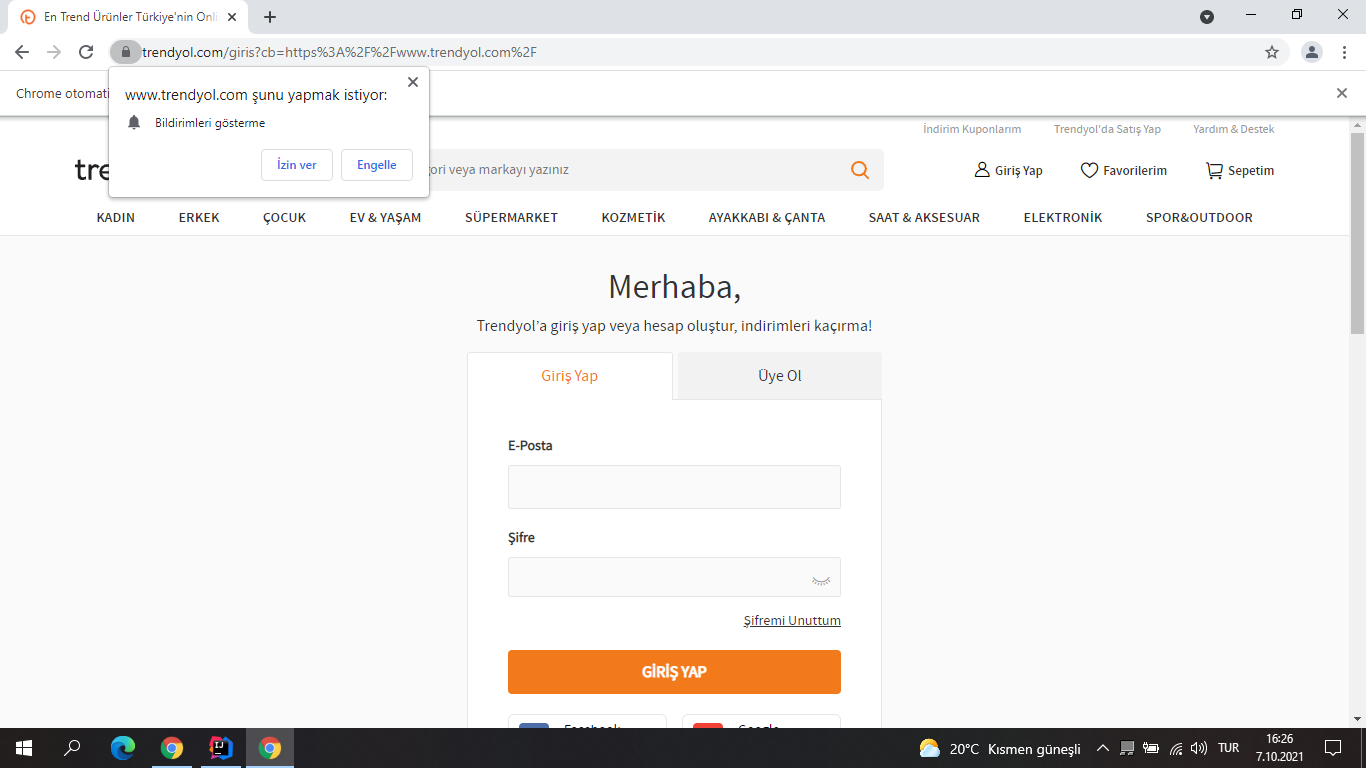 En Trend Ürünler Türkiye'nin Onli
trendyol.com/giris?cb=https%3A%2F%2Fwww.trendyol.com%2F
Chrome otomati
www.trendyol.com şunu yapmak istiyor:
Bildirimleri gösterme
İzin ver
Engelle
İndirim Kuponlarım
Trendyol'da Satış Yap
Yardım & Destek
tre
gori veya markayı yazınız
Giriş Yap
Favorilerim
Sepetim
KADIN
ERKEK
ÇOCUK
EV & YAŞAM
SÜPERMARKET
KOZMETİK
AYAKKABI & ÇANTA
SAAT & AKSESUAR
ELEKTRONİK
SPOR&OUTDOOR
Merhaba,
Trendyol’a giriş yap veya hesap oluştur, indirimleri kaçırma!
Giriş Yap
Üye Ol
E-Posta
Şifre
Şifremi Unuttum
GİRİŞ YAP
Facebook
Google
20°C Kısmen güneşli
TUR
16:26
7.10.2021